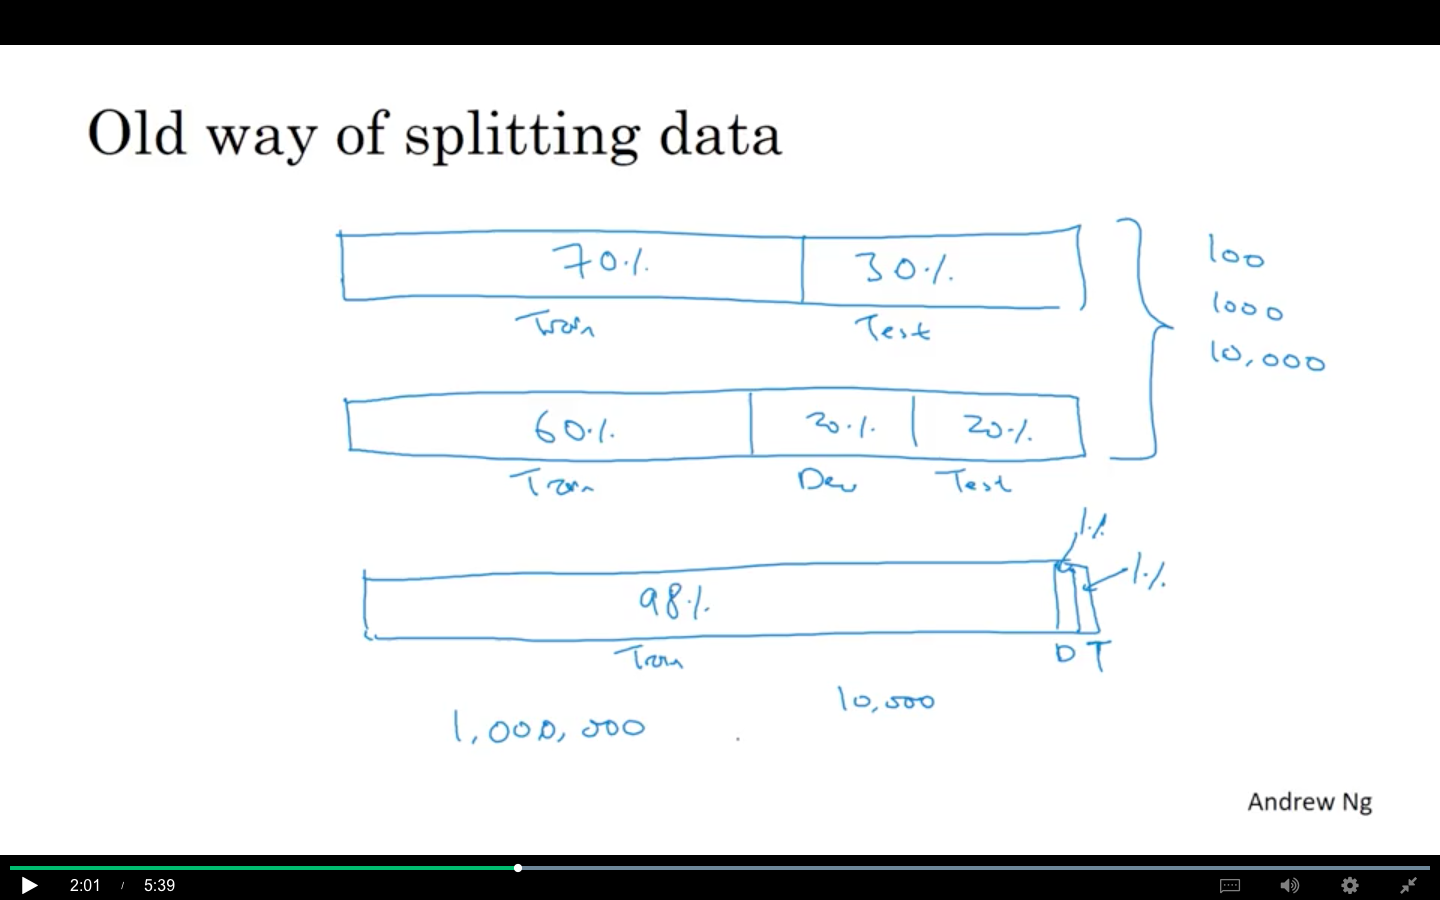 Old way of splitting data
70% 30%
100
Train Test
1000
10,000
60% 20% 20%
Train Dev Test
1%
1%
98%
Train D T
10,000
1,000,000
Andrew Ng
2:01 / 5:39